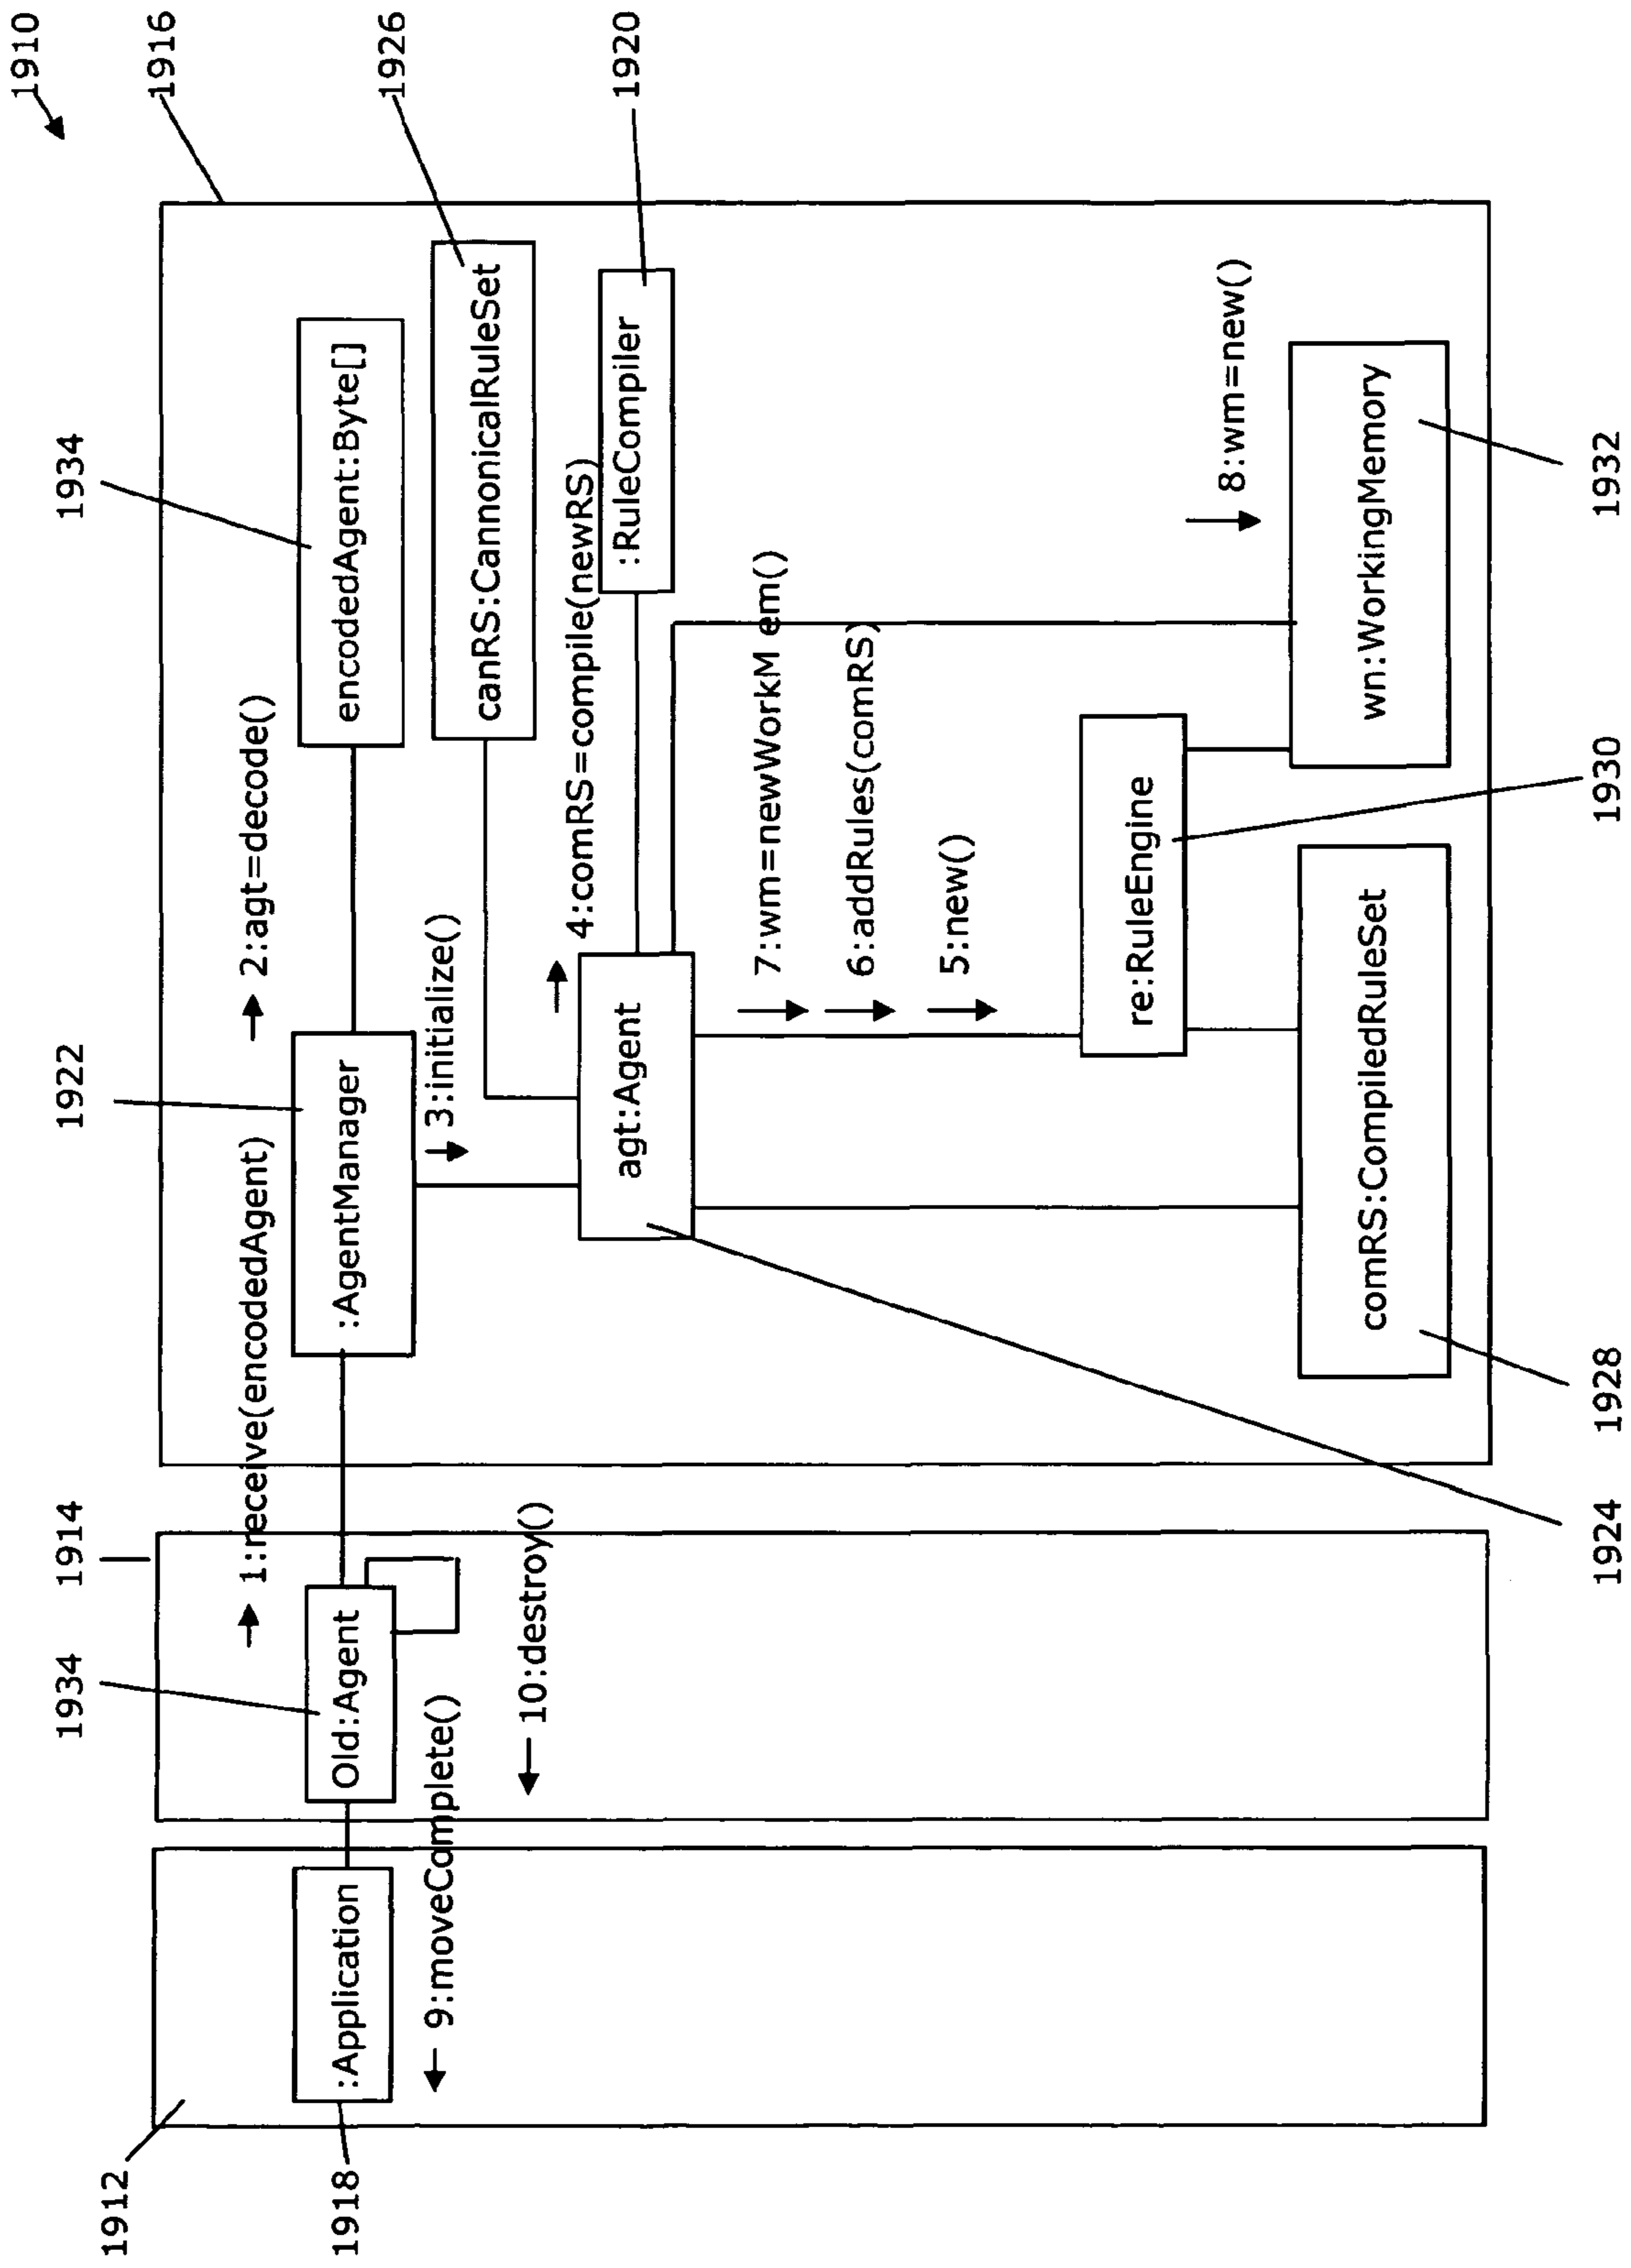 1910
1916
1926
1920
1934
1922
1914
1934
1912
1918
:Application
Old:Agent
1:receive(encodedAgent)
:AgentManager
2:agt=decode()
encodedAgent:Byte[]
canRS:CannonicalRuleSet
9:moveComplete()
3:initialize()
10:destroy()
agt:Agent
4:comRS=compile(newRS)
:RuleCompiler
7:wm=newWorkM em()
6:addRules(comRS)
5:new()
re:RuleEngine
8:wm=new()
comRS:CompiledRuleSet
wn:WorkingMemory
1924
1928
1930
1932